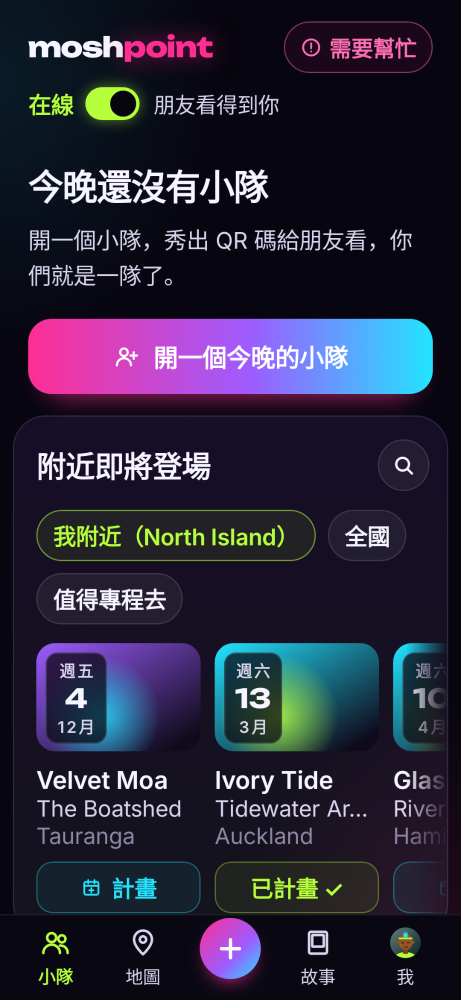 moshpoint
需要幫忙
在線
朋友看得到你
今晚還沒有小隊
開一個小隊，秀出 QR 碼給朋友看，你
們就是一隊了。
開一個今晚的小隊
附近即將登場
我附近（North Island）
全國
值得專程去
週五
4
12月
週六
13
3月
週六
10
4月
Velvet Moa
The Boatshed
Tauranga
計畫
Ivory Tide
Tidewater Ar...
Auckland
已計畫
小隊
地圖
故事
我